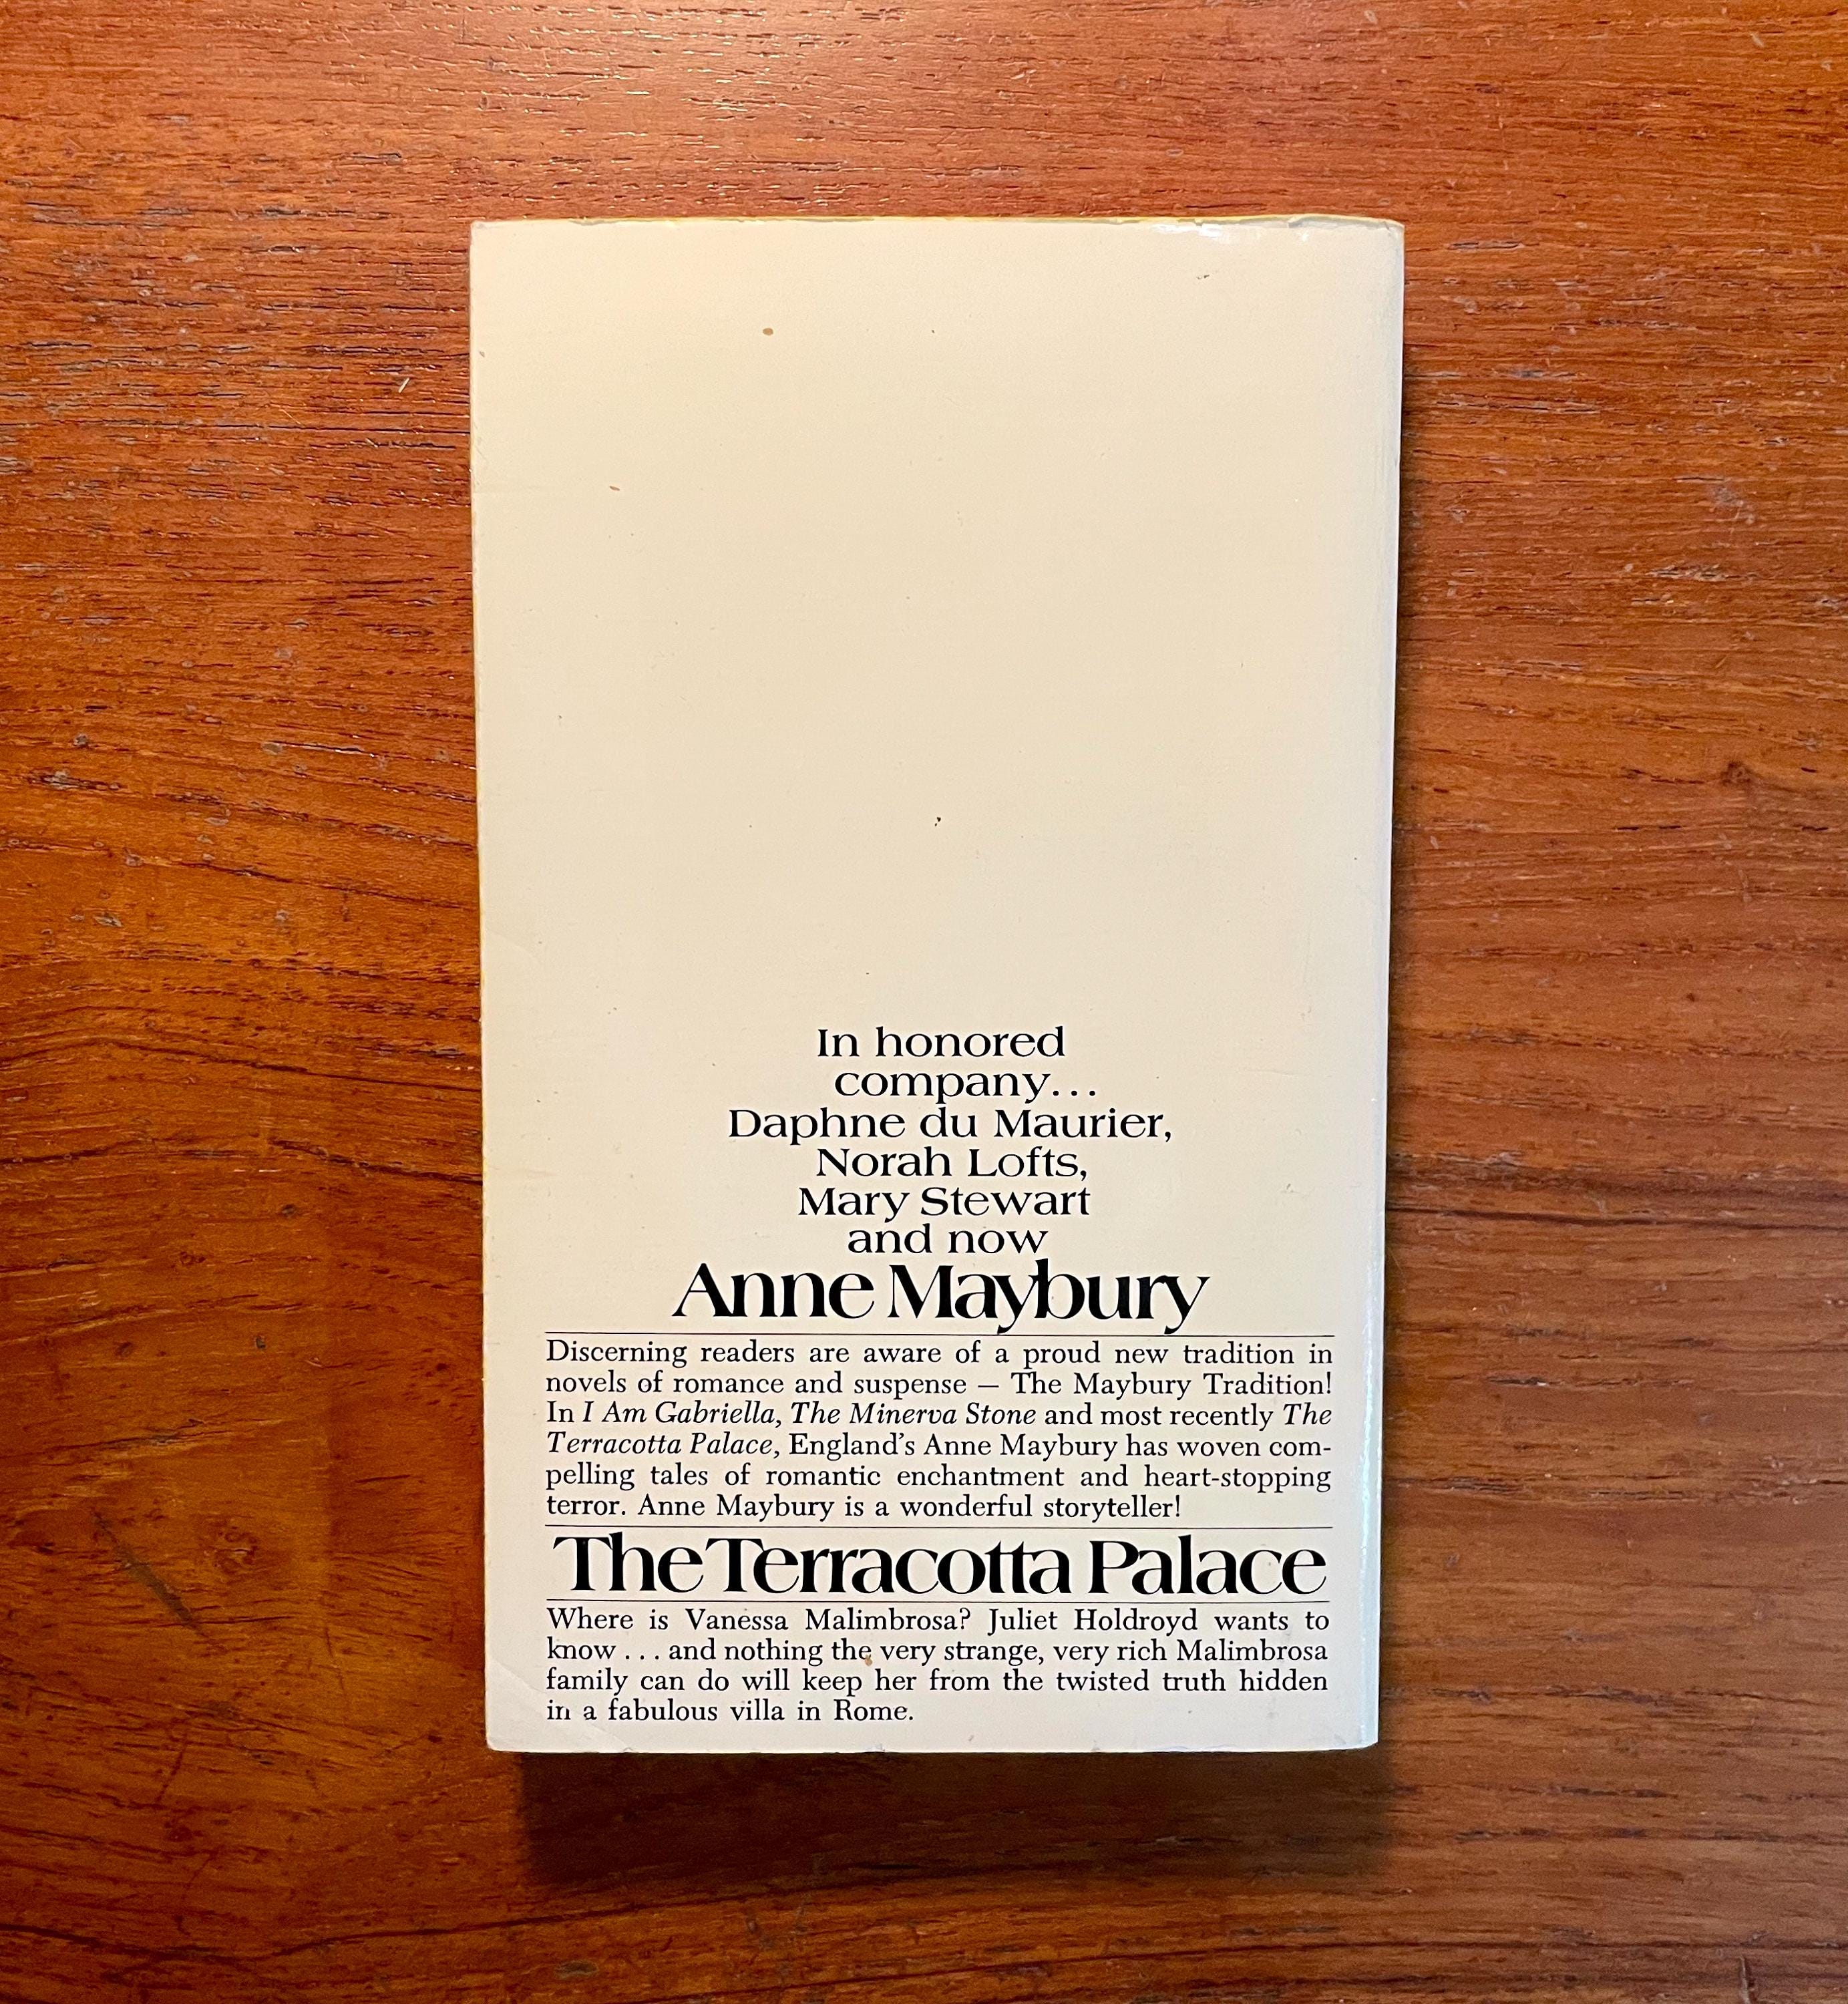 In honored
company...
Daphne du Maurier,
Norah Lofts,
Mary Stewart
and now
Anne Maybury
Discerning readers are aware of a proud new tradition in
novels of romance and suspense — The Maybury Tradition!
In I Am Gabriella, The Minerva Stone and most recently The
Terracotta Palace, England's Anne Maybury has woven com-
pelling tales of romantic enchantment and heart-stopping
terror. Anne Maybury is a wonderful storyteller!
The Terracotta Palace
Where is Vanessa Malimbrosa? Juliet Holdroyd wants to
know . . . and nothing the very strange, very rich Malimbrosa
family can do will keep her from the twisted truth hidden
in a fabulous villa in Rome.